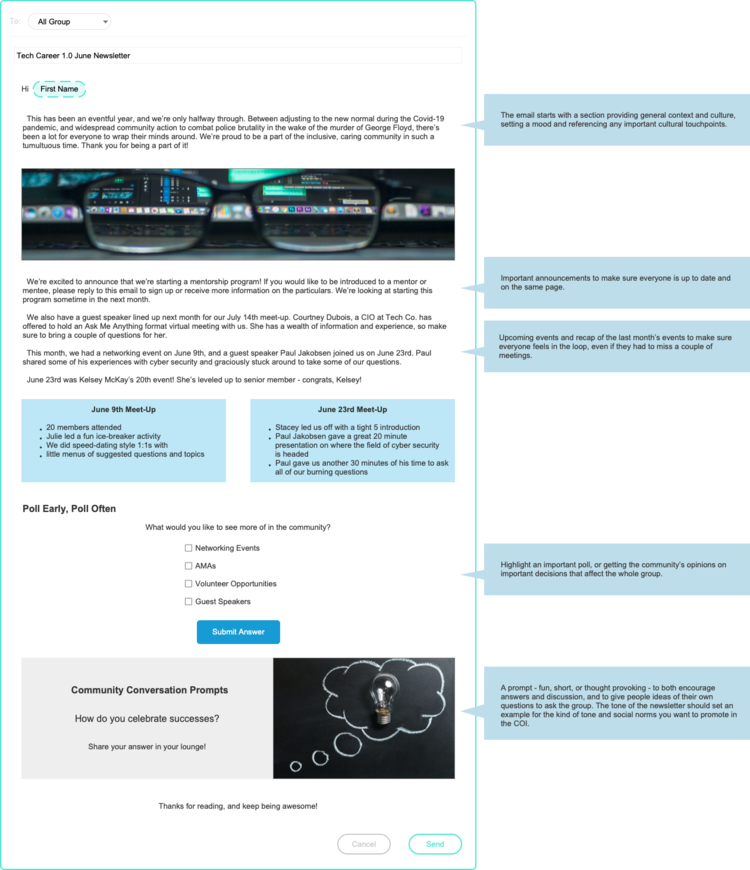 To:
All Group
Tech Career 1.0 June Newsletter
Hi First Name
This has been an eventful year, and we're only halfway through. Between adjusting to the new normal during the Covid-19
pandemic, and widespread community action to combat police brutality in the wake of the murder of George Floyd, there's
been a lot for everyone to wrap their minds around. We're proud to be a part of the inclusive, caring community in such a
tumultuous time. Thank you for being a part of it!
The email starts with a section providing general context and culture,
setting a mood and referencing any important cultural touchpoints.
We're excited to announce that we're starting a mentorship program! If you would like to be introduced to a mentor or
mentee, please reply to this email to sign up or receive more information on the particulars. We're looking at starting this
program sometime in the next month.
Important announcements to make sure everyone is up to date and
on the same page.
We also have a guest speaker lined up next month for our July 14th meet-up. Courtney Dubois, a CIO at Tech Co. has
offered to hold an Ask Me Anything format virtual meeting with us. She has a wealth of information and experience, so make
sure to bring a couple of questions for her.
This month, we had a networking event on June 9th, and a guest speaker Paul Jakobsen joined us on June 23rd. Paul
shared some of his experiences with cyber security and graciously stuck around to take some of our questions.
June 23rd was Kelsey McKay's 20th event! She's leveled up to senior member - congrats, Kelsey!
Upcoming events and recap of the last month's events to make sure
everyone feels in the loop, even if they had to miss a couple of
meetings.
June 9th Meet-Up
• 20 members attended
• Julie led a fun ice-breaker activity
• We did speed-dating style 1:1s with
• little menus of suggested questions and topics
June 23rd Meet-Up
• Stacey led us off with a tight 5 introduction
• Paul Jakobsen gave a great 20 minute
presentation on where the field of cyber security
is headed
• Paul gave us another 30 minutes of his time to ask
all of our burning questions
Poll Early, Poll Often
What would you like to see more of in the community?
Networking Events
AMAs
Volunteer Opportunities
Guest Speakers
Submit Answer
Highlight an important poll, or getting the community's opinions on
important decisions that affect the whole group.
Community Conversation Prompts
How do you celebrate successes?
Share your answer in your lounge!
A prompt - fun, short, or thought provoking - to both encourage
answers and discussion, and to give people ideas of their own
questions to ask the group. The tone of the newsletter should set an
example for the kind of tone and social norms you want to promote in
the COI.
Thanks for reading, and keep being awesome!
Cancel
Send